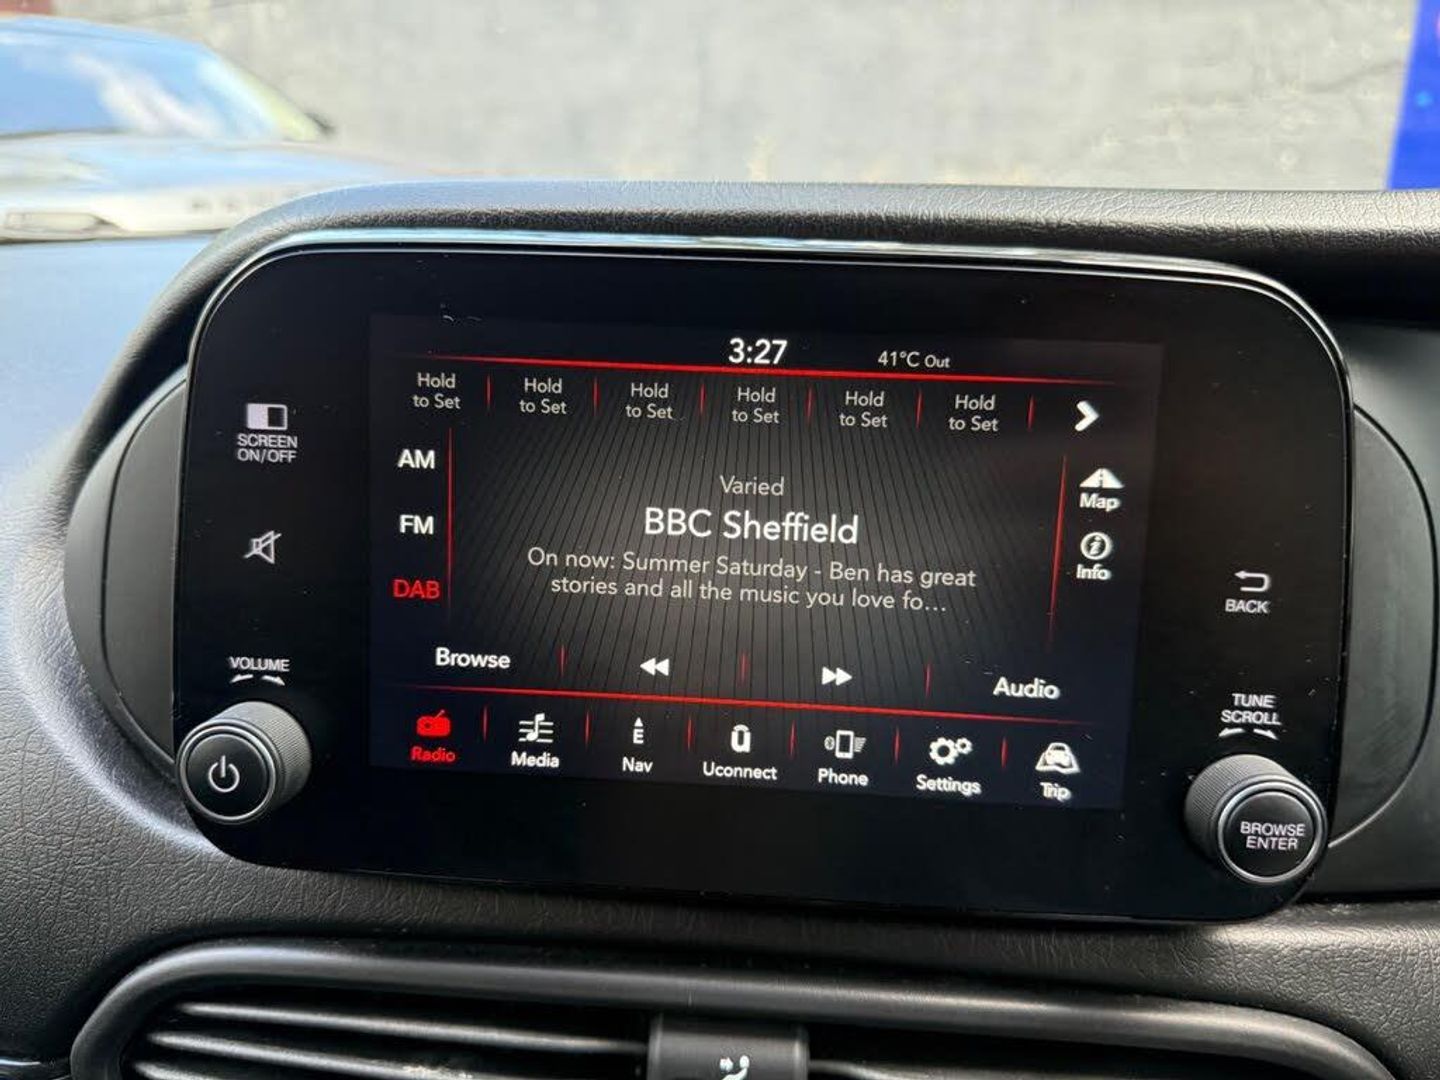 3:27
41°C Out
Hold
to Set
Hold
to Set
Hold
to Set
Hold
to Set
Hold
to Set
Hold
to Set
SCREEN
ON/OFF
AM
FM
DAB
Varied
BBC Sheffield
On now: Summer Saturday - Ben has great
stories and all the music you love fo...
Map
Info
BACK
VOLUME
Browse
Audio
TUNE
SCROLL
Radio
Media
E
Nav
û
Uconnect
Phone
Settings
Trip
BROWSE
ENTER